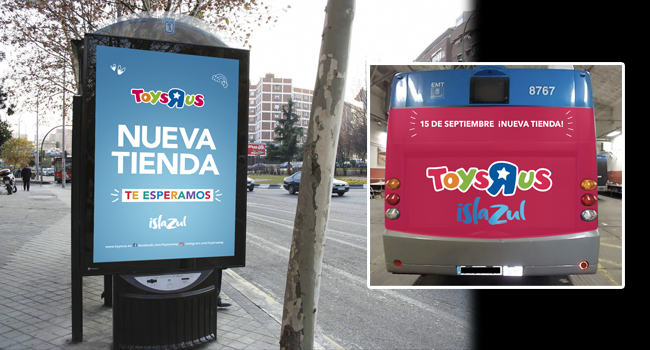 ToysRus
NUEVA
TIENDA
TE ESPERAMOS
islazul
EMT
8767
15 DE SEPTIEMBRE ¡NUEVA TIENDA!
ToysRus
islazul